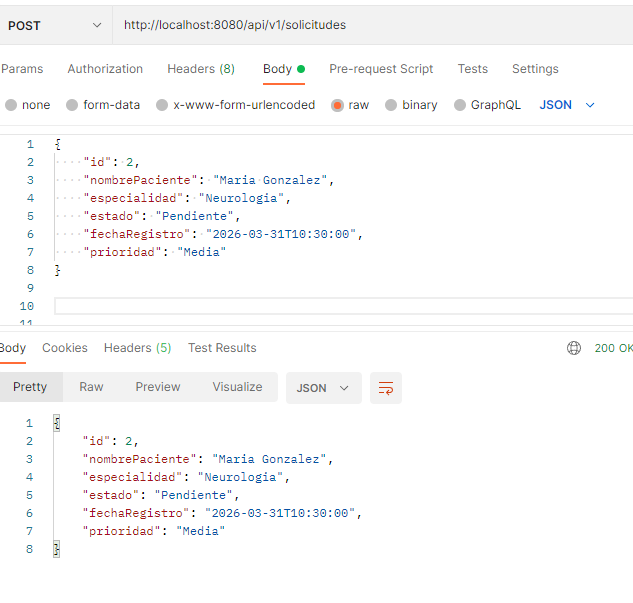 POST http://localhost:8080/api/v1/solicitudes
Params Authorization Headers (8) Body Pre-request Script Tests Settings
none form-data x-www-form-urlencoded raw binary GraphQL JSON
1 {
2 "id": 2,
3 "nombrePaciente": "Maria Gonzalez",
4 "especialidad": "Neurologia",
5 "estado": "Pendiente",
6 "fechaRegistro": "2026-03-31T10:30:00",
7 "prioridad": "Media"
8 }
9
10
11
Body Cookies Headers (5) Test Results 200 OK
Pretty Raw Preview Visualize JSON
1 {
2 "id": 2,
3 "nombrePaciente": "Maria Gonzalez",
4 "especialidad": "Neurologia",
5 "estado": "Pendiente",
6 "fechaRegistro": "2026-03-31T10:30:00",
7 "prioridad": "Media"
8 }